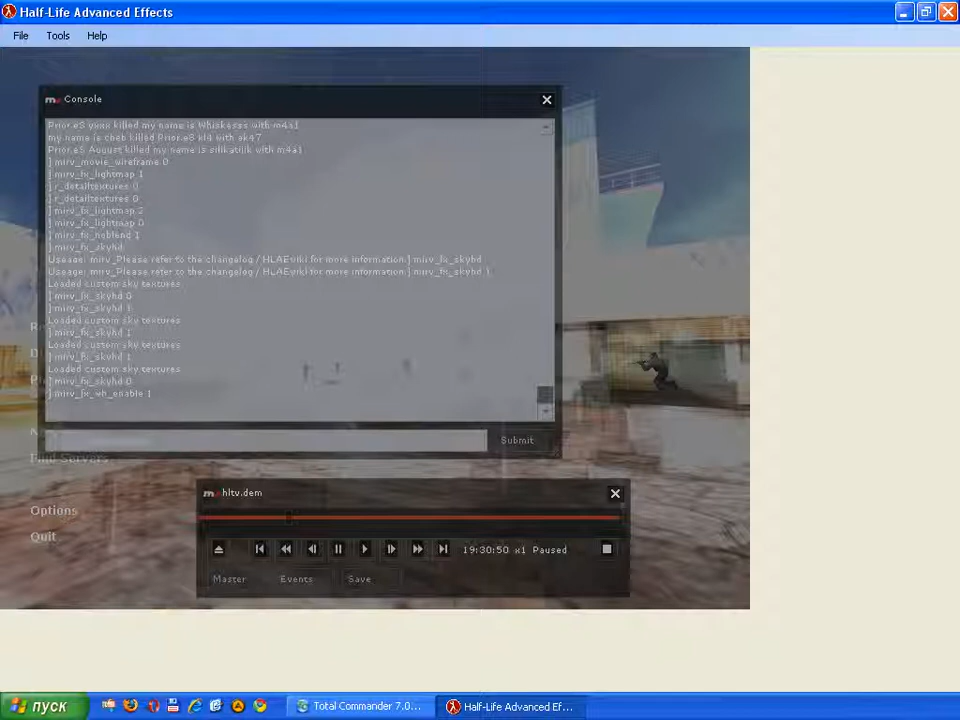 Half-Life Advanced Effects
File Tools Help
Console
Prior.eS yxxx killed my name is Whiskasss with m4a1
my name is cheb killed Prior.eS kl4 with ak47
Prior.eS August killed my name is silikatiiik with m4a1
] mirv_movie_wireframe 0
] mirv_fx_lightmap 1
] r_detailtextures 0
] r_detailtextures 0
] mirv_fx_lightmap 2
] mirv_fx_lightmap 0
] mirv_fx_noblend 1
] mirv_fx_skyhd
Useage: mirv_Please refer to the changelog / HLAEwiki for more information.] mirv_fx_skyhd
Useage: mirv_Please refer to the changelog / HLAEwiki for more information.] mirv_fx_skyhd 1
Loaded custom sky textures
] mirv_fx_skyhd 0
] mirv_fx_skyhd 1
Loaded custom sky textures
] mirv_fx_skyhd 1
Loaded custom sky textures
] mirv_fx_skyhd 1
Loaded custom sky textures
] mirv_fx_skyhd 0
] mirv_fx_wh_enable 1
Submit
Find Servers
Options
Quit
hltv.dem
19:30:50 x1 Paused
Master Events Save
пуск
Total Commander 7.0...
Half-Life Advanced Ef...